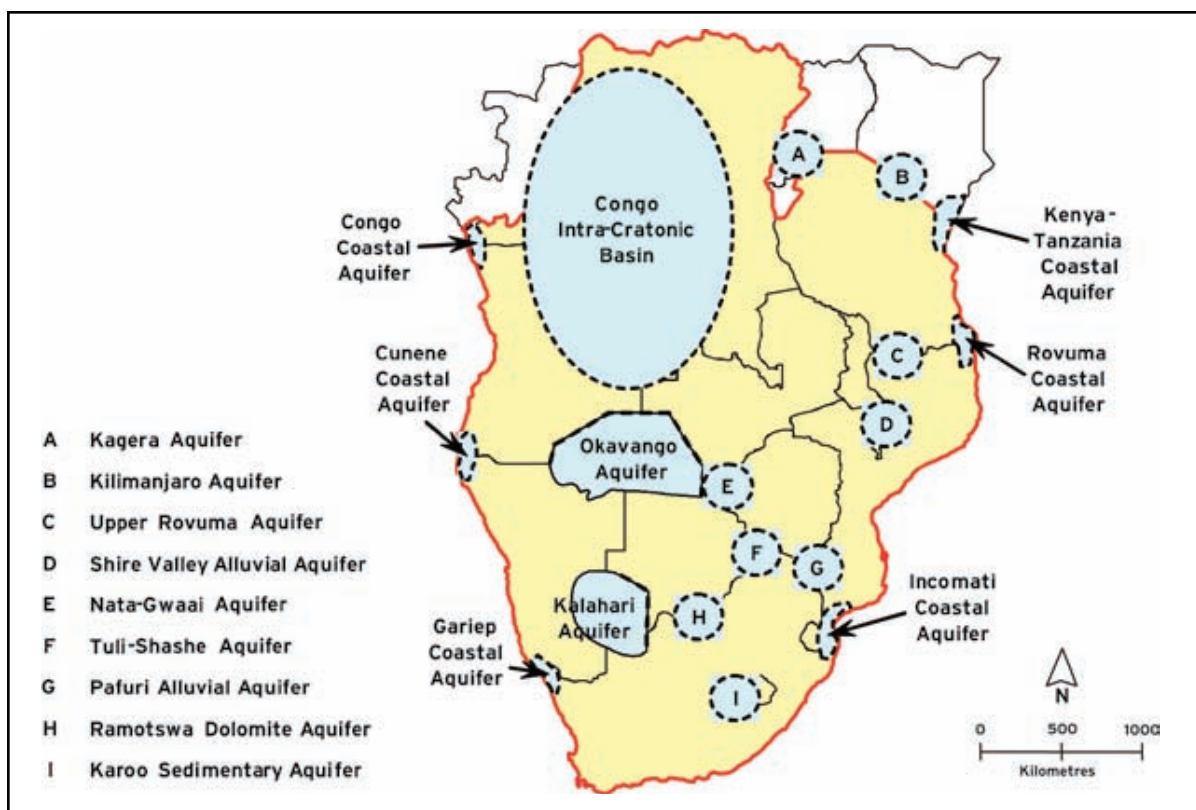 A
B
Congo
Intra-Cratonic
Basin
Congo
Coastal
Aquifer
Kenya-
Tanzania
Coastal
Aquifer
Cunene
Coastal
Aquifer
C
Rovuma
Coastal
Aquifer
D
Okavango
Aquifer
E
F
G
Kalahari
Aquifer
H
Incomati
Coastal
Aquifer
Gariep
Coastal
Aquifer
I
A Kagera Aquifer
B Kilimanjaro Aquifer
C Upper Rovuma Aquifer
D Shire Valley Alluvial Aquifer
E Nata-Gwaai Aquifer
F Tuli-Shashe Aquifer
G Pafuri Alluvial Aquifer
H Ramotswa Dolomite Aquifer
I Karoo Sedimentary Aquifer
N
0 500 1000
Kilometres